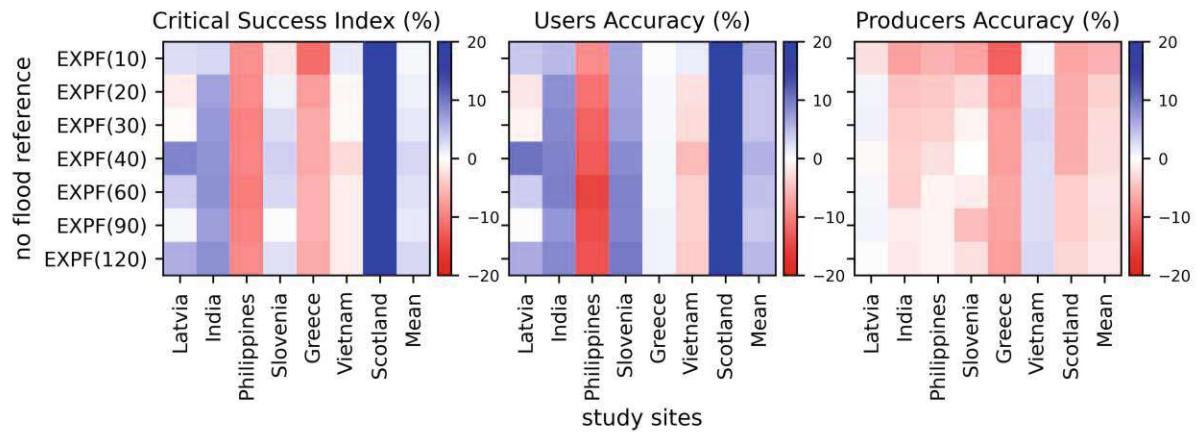 Critical Success Index (%)
Users Accuracy (%)
Producers Accuracy (%)
no flood reference
EXPF(10)
EXPF(20)
EXPF(30)
EXPF(40)
EXPF(60)
EXPF(90)
EXPF(120)
20
10
0
−10
−20
20
10
0
−10
−20
20
10
0
−10
−20
Latvia
India
Philippines
Slovenia
Greece
Vietnam
Scotland
Mean
Latvia
India
Philippines
Slovenia
Greece
Vietnam
Scotland
Mean
Latvia
India
Philippines
Slovenia
Greece
Vietnam
Scotland
Mean
study sites